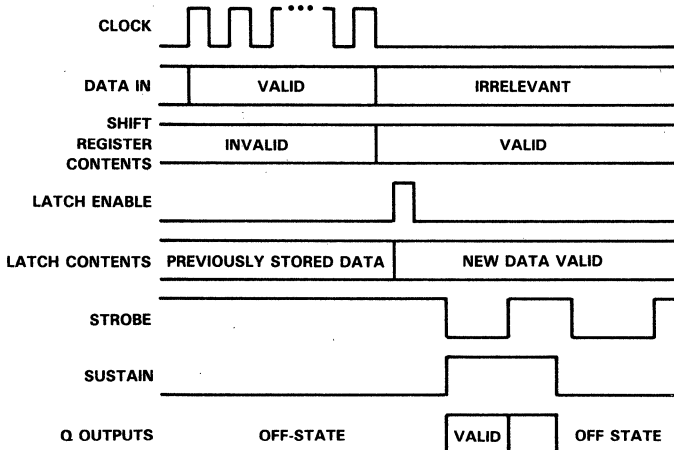 CLOCK
DATA IN
VALID
IRRELEVANT
SHIFT
REGISTER
CONTENTS
INVALID
VALID
LATCH ENABLE
LATCH CONTENTS
PREVIOUSLY STORED DATA
NEW DATA VALID
STROBE
SUSTAIN
Q OUTPUTS
OFF-STATE
VALID
OFF STATE